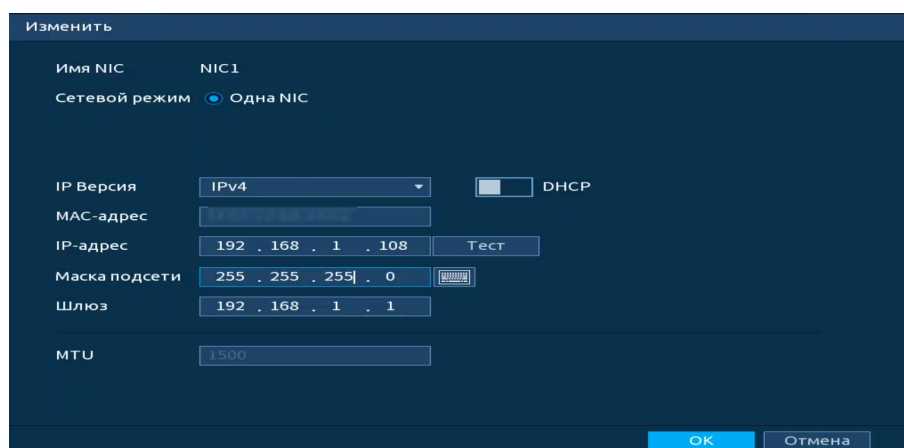 Изменить
Имя NIC NIC1
Сетевой режим Одна NIC
IP Версия IPv4 DHCP
MAC-адрес
IP-адрес 192 . 168 . 1 . 108 Тест
Маска подсети 255 . 255 . 255 . 0
Шлюз 192 . 168 . 1 . 1
MTU 1500
OK Отмена